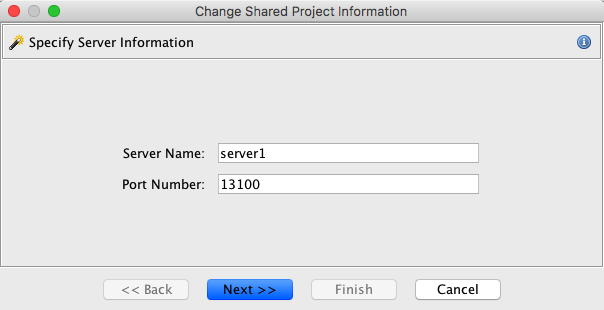 Change Shared Project Information
Specify Server Information
Server Name: server1
Port Number: 13100
<< Back Next >> Finish Cancel